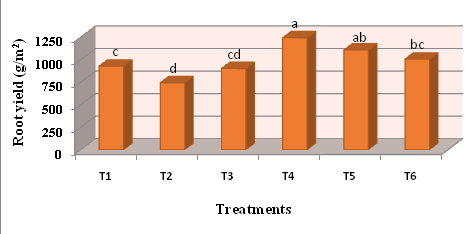 a
ab
c
cd
bc
d
1250
1000
750
500
250
0
Root yield (g/m²)
T1 T2 T3 T4 T5 T6
Treatments